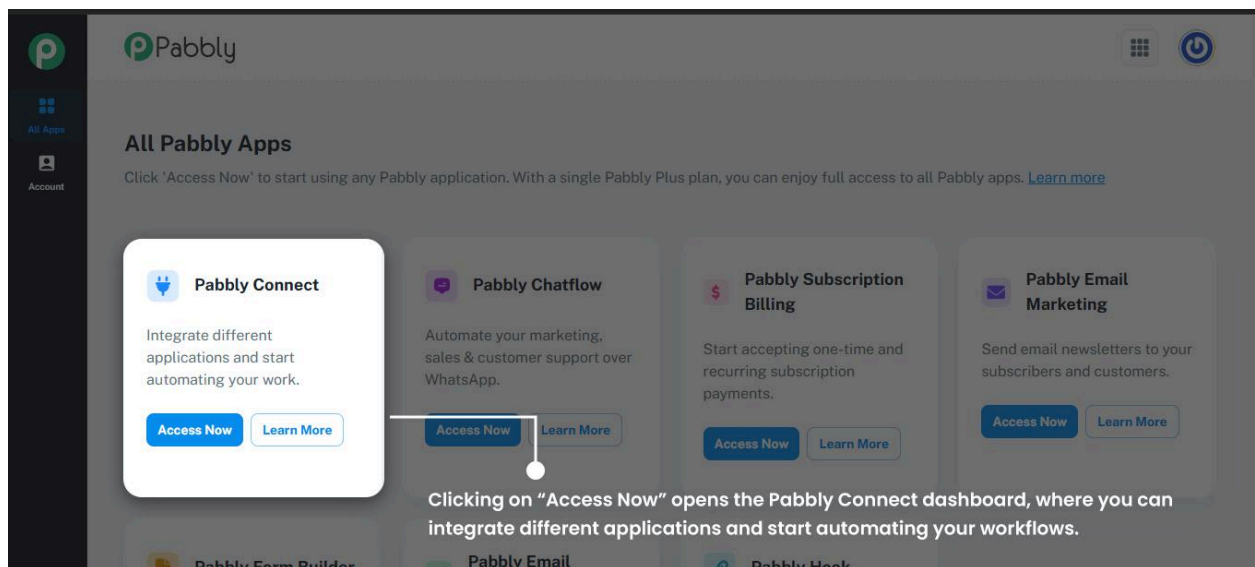 Pabbly
All Apps
Account
All Pabbly Apps
Click 'Access Now' to start using any Pabbly application. With a single Pabbly Plus plan, you can enjoy full access to all Pabbly apps. Learn more
Pabbly Connect
Integrate different
applications and start
automating your work.
Access Now
Learn More
Pabbly Chatflow
Automate your marketing,
sales & customer support over
WhatsApp.
Access Now
Learn More
Pabbly Subscription
Billing
Start accepting one-time and
recurring subscription
payments.
Access Now
Learn More
Pabbly Email
Marketing
Send email newsletters to your
subscribers and customers.
Access Now
Learn More
Clicking on “Access Now” opens the Pabbly Connect dashboard, where you can
integrate different applications and start automating your workflows.
Pabbly Form Builder
Pabbly Email
Pabbly Hook